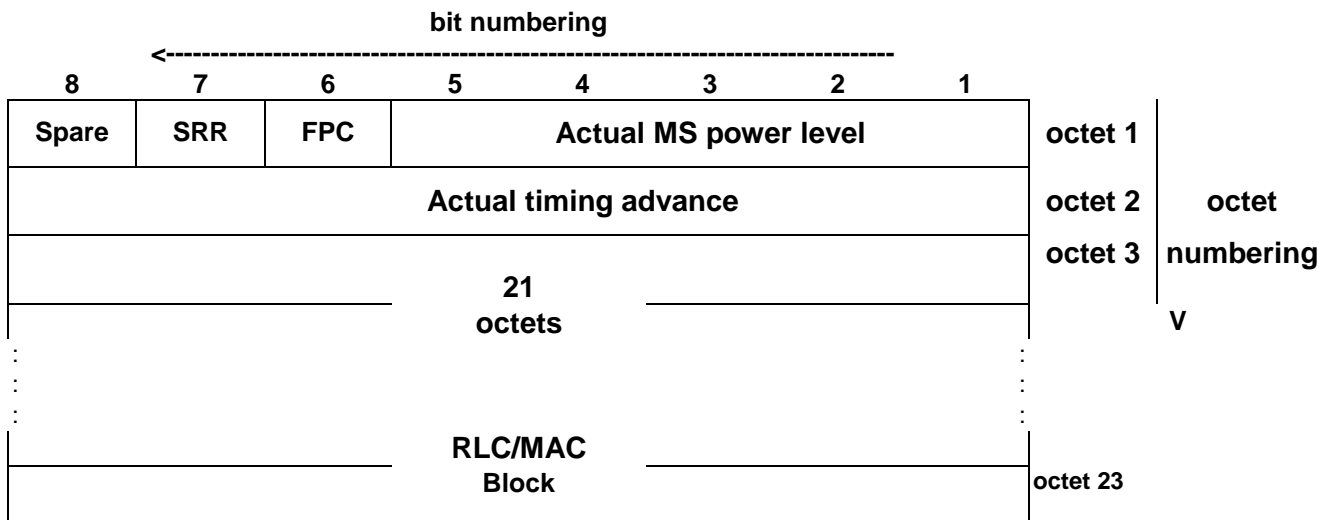 bit numbering
<--------------------------------------------------------------------------------
8 7 6 5 4 3 2 1
Spare SRR FPC Actual MS power level octet 1
Actual timing advance octet 2 octet
octet 3 numbering
21
octets V
: :
: :
: :
RLC/MAC
Block octet 23